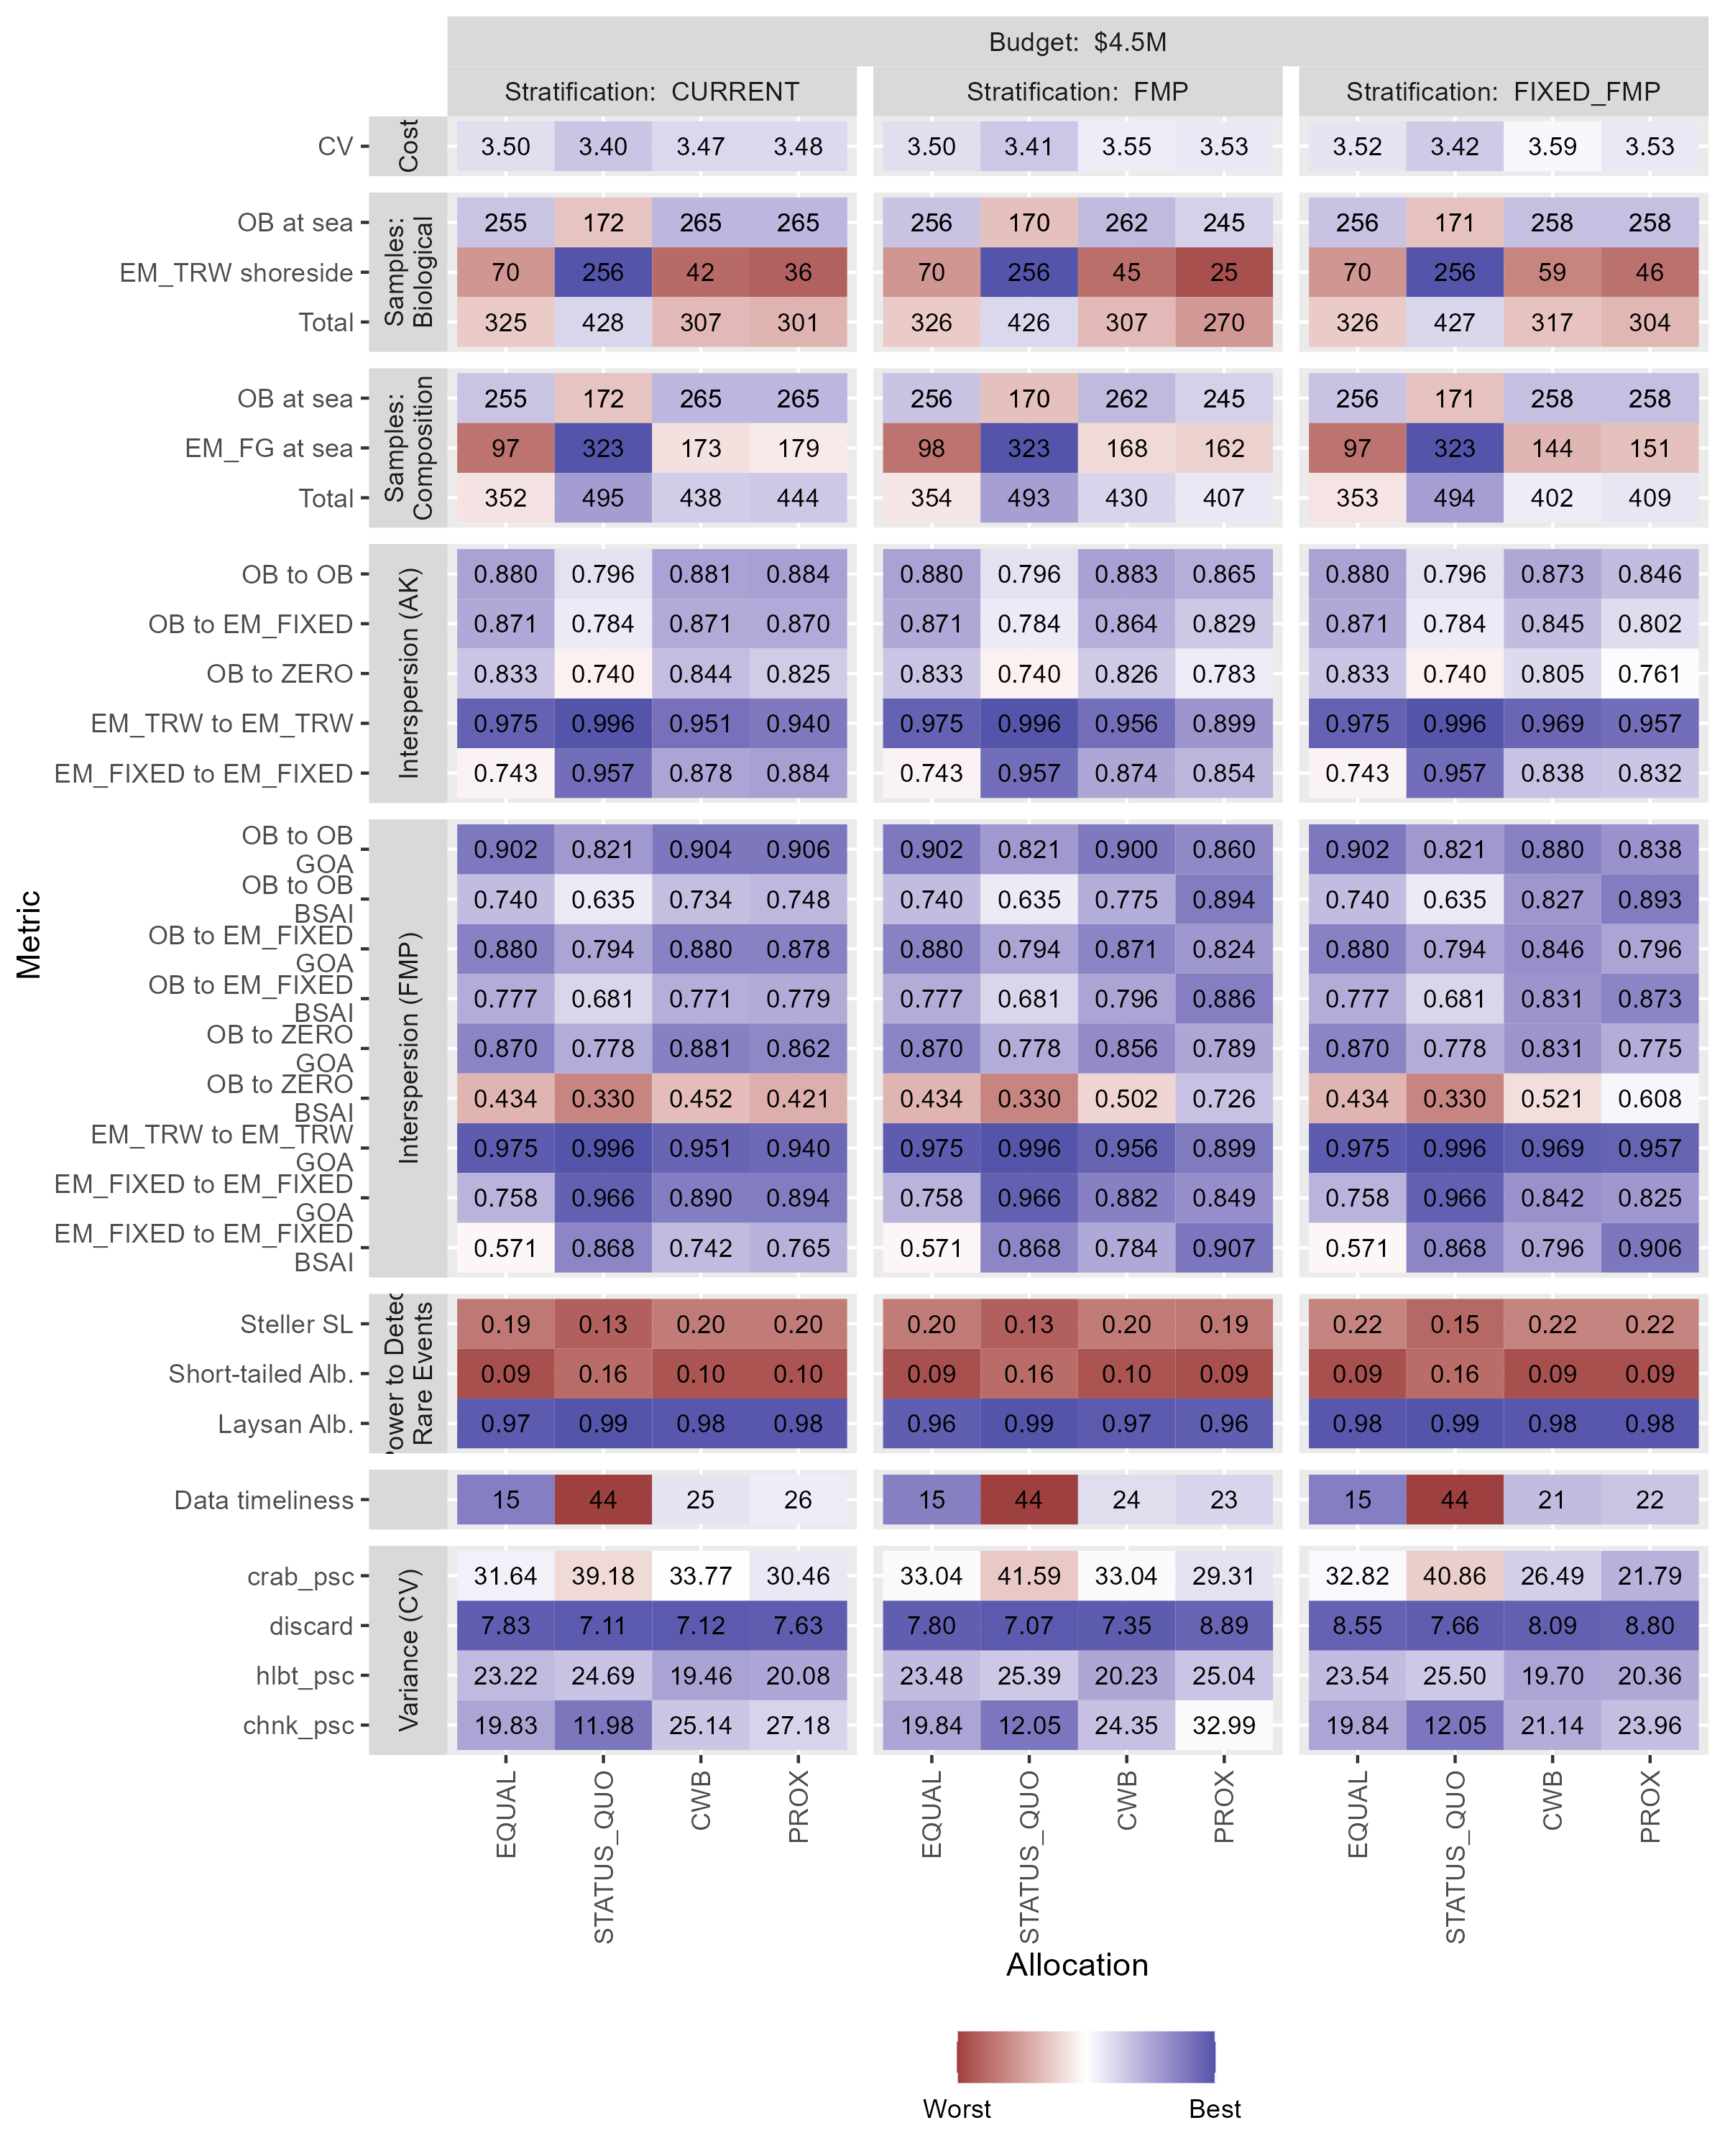 Budget:  $4.5M
Stratification:  CURRENT
Stratification:  FMP
Stratification:  FIXED_FMP
Metric
Cost
CV 3.50 3.40 3.47 3.48 3.50 3.41 3.55 3.53 3.52 3.42 3.59 3.53
Samples:
Biological
OB at sea 255 172 265 265 256 170 262 245 256 171 258 258
EM_TRW shoreside 70 256 42 36 70 256 45 25 70 256 59 46
Total 325 428 307 301 326 426 307 270 326 427 317 304
Samples:
Composition
OB at sea 255 172 265 265 256 170 262 245 256 171 258 258
EM_FG at sea 97 323 173 179 98 323 168 162 97 323 144 151
Total 352 495 438 444 354 493 430 407 353 494 402 409
Interspersion (AK)
OB to OB 0.880 0.796 0.881 0.884 0.880 0.796 0.883 0.865 0.880 0.796 0.873 0.846
OB to EM_FIXED 0.871 0.784 0.871 0.870 0.871 0.784 0.864 0.829 0.871 0.784 0.845 0.802
OB to ZERO 0.833 0.740 0.844 0.825 0.833 0.740 0.826 0.783 0.833 0.740 0.805 0.761
EM_TRW to EM_TRW 0.975 0.996 0.951 0.940 0.975 0.996 0.956 0.899 0.975 0.996 0.969 0.957
EM_FIXED to EM_FIXED 0.743 0.957 0.878 0.884 0.743 0.957 0.874 0.854 0.743 0.957 0.838 0.832
Interspersion (FMP)
OB to OB
GOA 0.902 0.821 0.904 0.906 0.902 0.821 0.900 0.860 0.902 0.821 0.880 0.838
OB to OB
BSAI 0.740 0.635 0.734 0.748 0.740 0.635 0.775 0.894 0.740 0.635 0.827 0.893
OB to EM_FIXED
GOA 0.880 0.794 0.880 0.878 0.880 0.794 0.871 0.824 0.880 0.794 0.846 0.796
OB to EM_FIXED
BSAI 0.777 0.681 0.771 0.779 0.777 0.681 0.796 0.886 0.777 0.681 0.831 0.873
OB to ZERO
GOA 0.870 0.778 0.881 0.862 0.870 0.778 0.856 0.789 0.870 0.778 0.831 0.775
OB to ZERO
BSAI 0.434 0.330 0.452 0.421 0.434 0.330 0.502 0.726 0.434 0.330 0.521 0.608
EM_TRW to EM_TRW
GOA 0.975 0.996 0.951 0.940 0.975 0.996 0.956 0.899 0.975 0.996 0.969 0.957
EM_FIXED to EM_FIXED
GOA 0.758 0.966 0.890 0.894 0.758 0.966 0.882 0.849 0.758 0.966 0.842 0.825
EM_FIXED to EM_FIXED
BSAI 0.571 0.868 0.742 0.765 0.571 0.868 0.784 0.907 0.571 0.868 0.796 0.906
Power to Detec
Rare Events
Steller SL 0.19 0.13 0.20 0.20 0.20 0.13 0.20 0.19 0.22 0.15 0.22 0.22
Short-tailed Alb. 0.09 0.16 0.10 0.10 0.09 0.16 0.10 0.09 0.09 0.16 0.09 0.09
Laysan Alb. 0.97 0.99 0.98 0.98 0.96 0.99 0.97 0.96 0.98 0.99 0.98 0.98
Data timeliness 15 44 25 26 15 44 24 23 15 44 21 22
Variance (CV)
crab_psc 31.64 39.18 33.77 30.46 33.04 41.59 33.04 29.31 32.82 40.86 26.49 21.79
discard 7.83 7.11 7.12 7.63 7.80 7.07 7.35 8.89 8.55 7.66 8.09 8.80
hlbt_psc 23.22 24.69 19.46 20.08 23.48 25.39 20.23 25.04 23.54 25.50 19.70 20.36
chnk_psc 19.83 11.98 25.14 27.18 19.84 12.05 24.35 32.99 19.84 12.05 21.14 23.96
EQUAL STATUS_QUO CWB PROX EQUAL STATUS_QUO CWB PROX EQUAL STATUS_QUO CWB PROX
Allocation
Worst Best